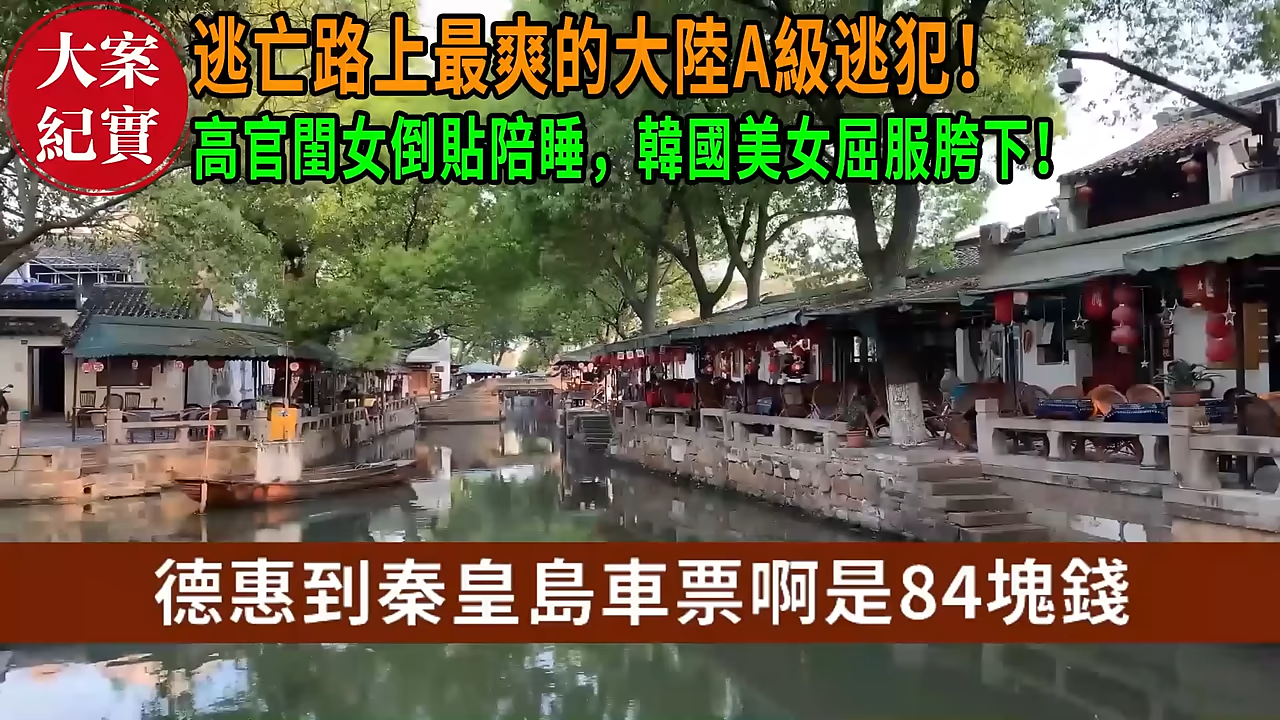 大案
紀實
逃亡路上最爽的大陸A級逃犯!
高官閨女倒貼陪睡，韓國美女屈服胯下!
德惠到秦皇島車票啊是84塊錢